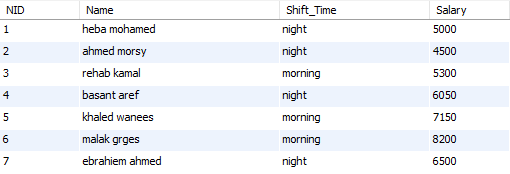 NID Name Shift_Time Salary
1 heba mohamed night 5000
2 ahmed morsy night 4500
3 rehab kamal morning 5300
4 basant aref night 6050
5 khaled wanees morning 7150
6 malak grges morning 8200
7 ebrahiem ahmed night 6500